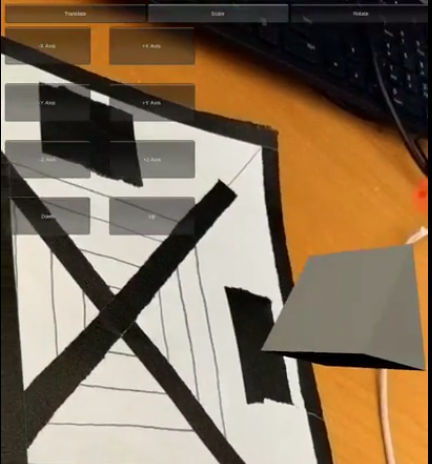 Translate
Scale
Rotate
-X Axis
+X Axis
-Y Axis
+Y Axis
-Z Axis
+Z Axis
Down
Up